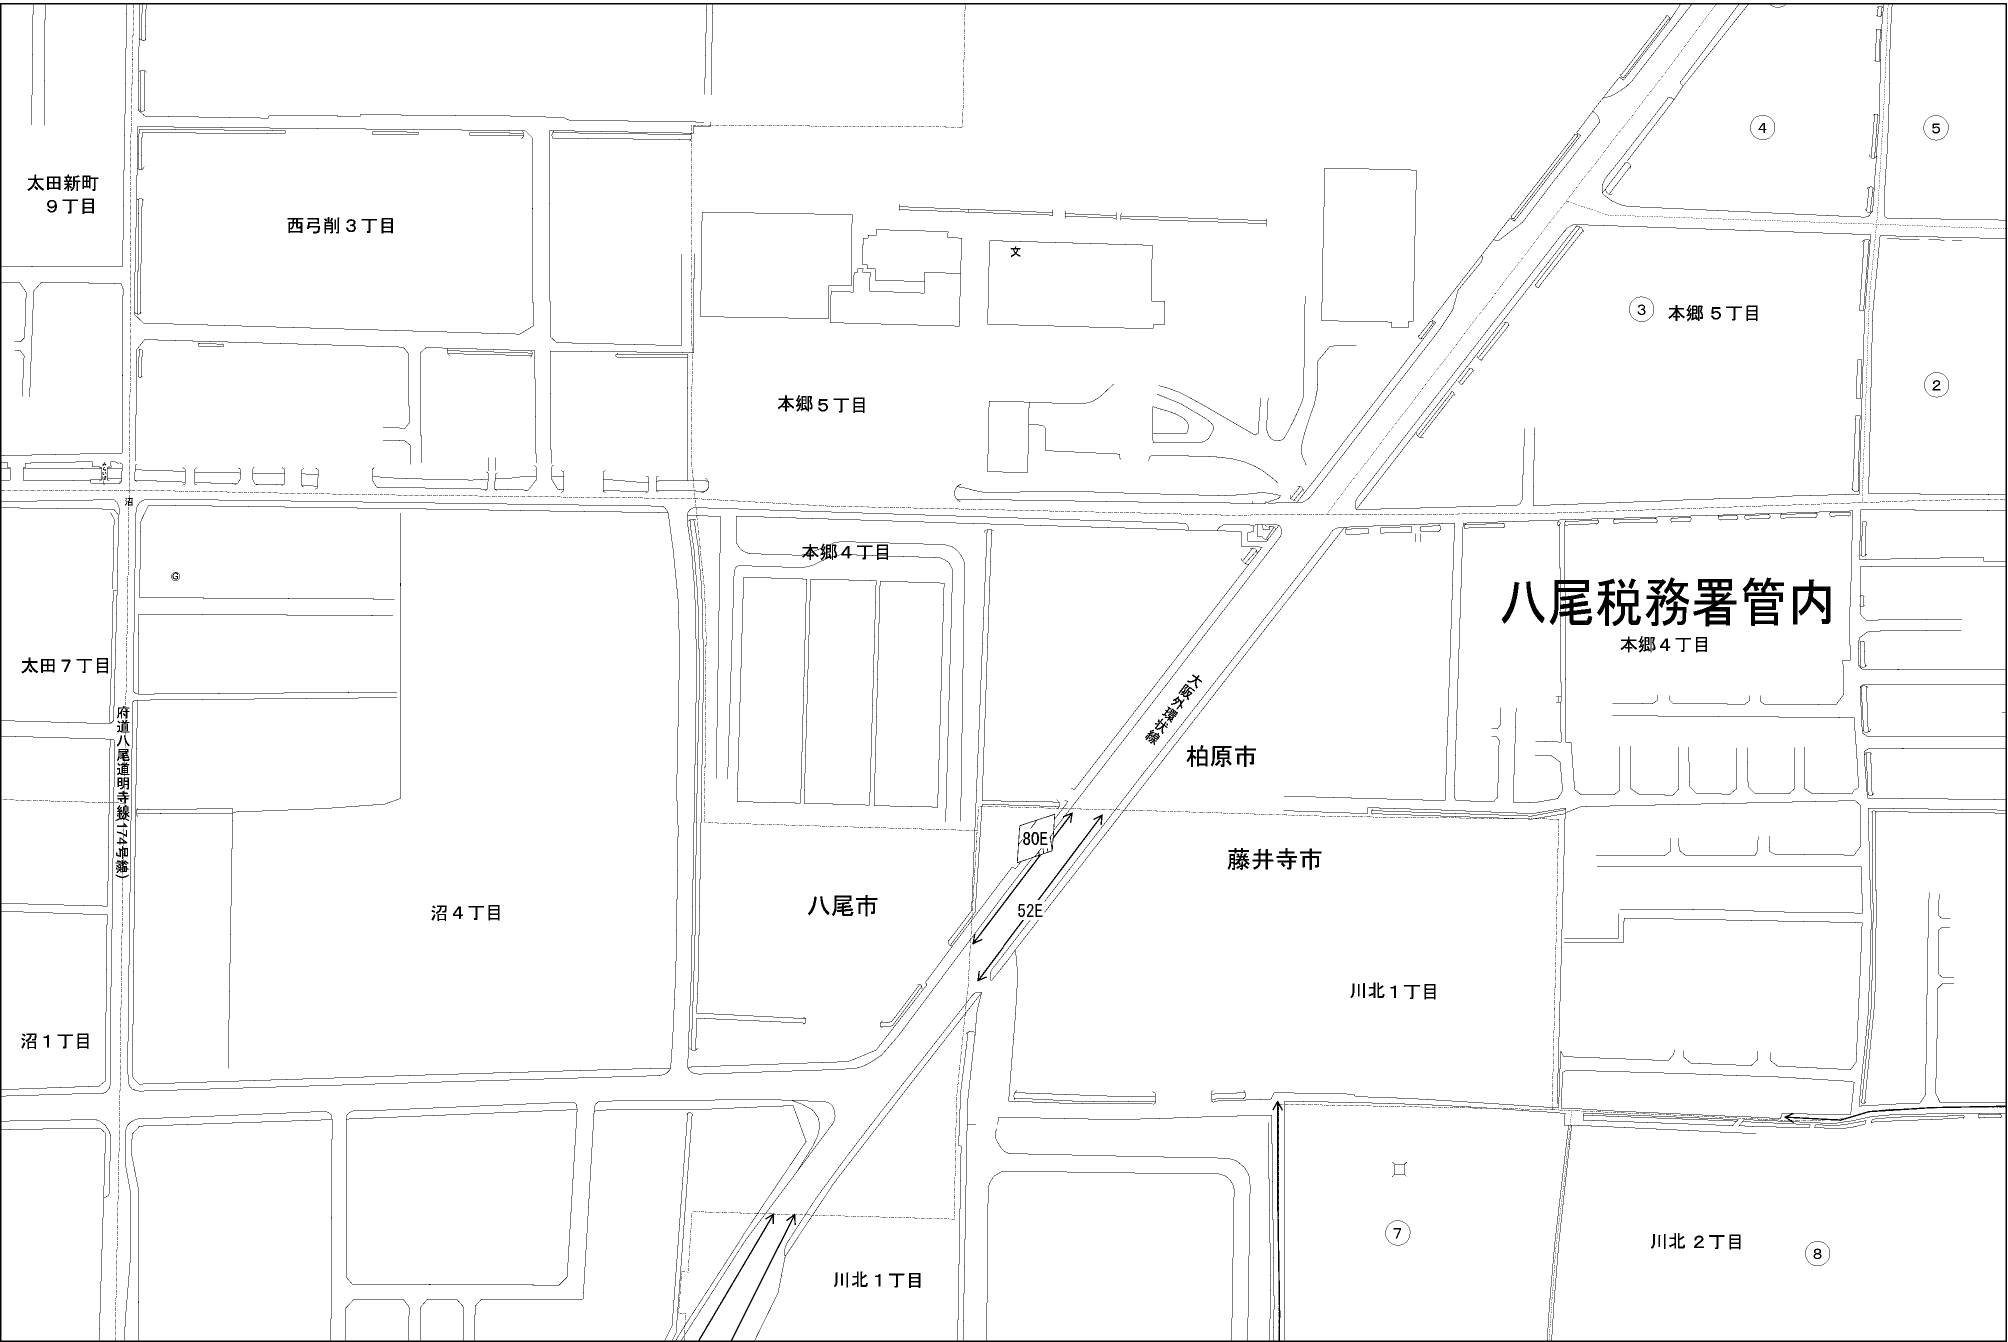 ④
⑤
太田新町
９丁目
西弓削３丁目
文
③
本郷５丁目
②
本郷５丁目
沼
本郷４丁目
Ｇ
八尾税務署管内
本郷４丁目
太田７丁目
府道八尾道明寺線(174号線)
大阪外環状線
柏原市
80E
藤井寺市
52E
八尾市
沼４丁目
川北１丁目
沼１丁目
⑦
川北２丁目
⑧
川北１丁目